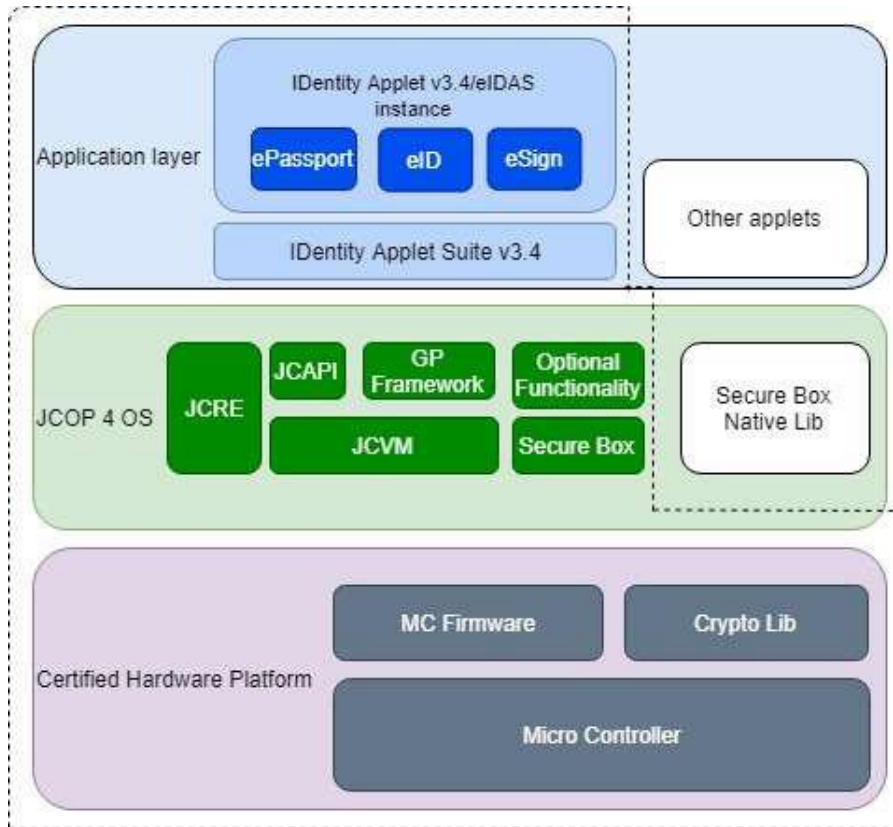 IDentity Applet v3.4/eIDAS
instance
ePassport
eID
eSign
Application layer
Other applets
IDentity Applet Suite v3.4
JCRE
JCAPI
GP
Framework
Optional
Functionality
JCOP 4 OS
JCVM
Secure Box
Secure Box
Native Lib
MC Firmware
Crypto Lib
Certified Hardware Platform
Micro Controller